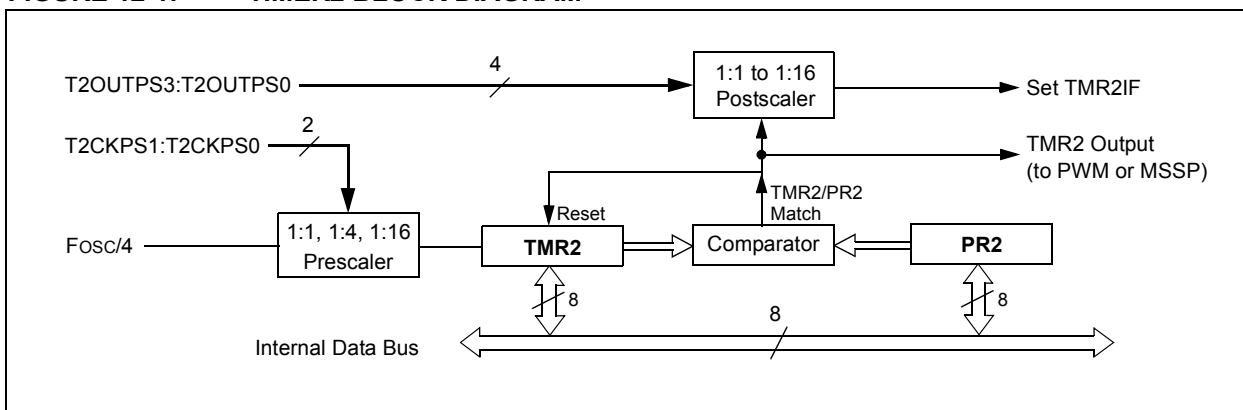 T2OUTPS3:T2OUTPS0
4
1:1 to 1:16
Postscaler
Set TMR2IF
T2CKPS1:T2CKPS0
2
TMR2 Output
(to PWM or MSSP)
TMR2/PR2
Match
Reset
FOSC/4
1:1, 1:4, 1:16
Prescaler
TMR2
Comparator
PR2
8
8
8
Internal Data Bus